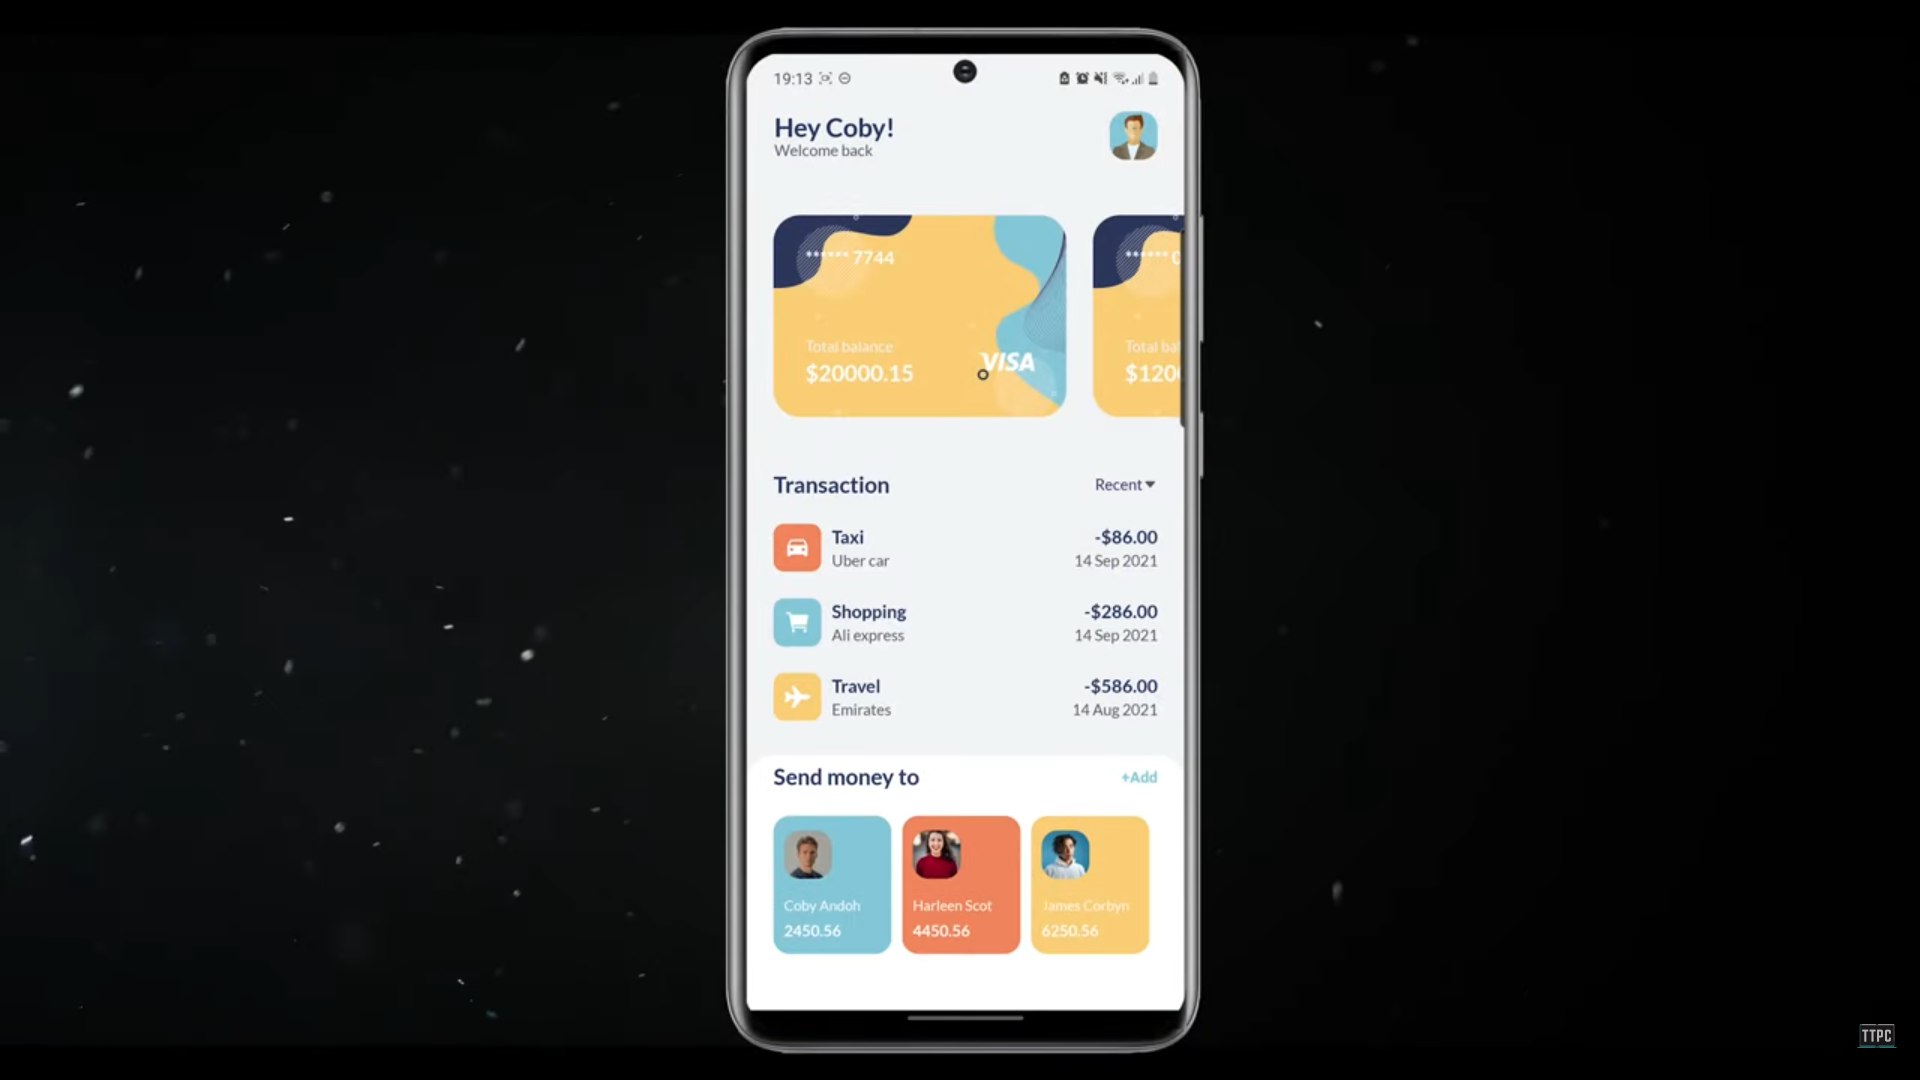 19:13
Hey Coby!
Welcome back
****** 7744
Total balance
$20000.15
VISA
****** 0
Total ba
$120
Transaction
Recent
Taxi
-$86.00
Uber car
14 Sep 2021
Shopping
-$286.00
Ali express
14 Sep 2021
Travel
-$586.00
Emirates
14 Aug 2021
Send money to
+Add
Coby Andoh
2450.56
Harleen Scot
4450.56
James Corbyn
6250.56
TTPC